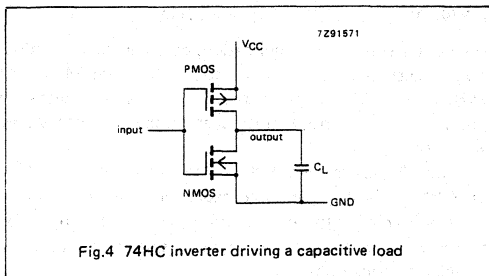 7Z91571
VCC
PMOS
input
output
CL
NMOS
GND
Fig.4 74HC inverter driving a capacitive load